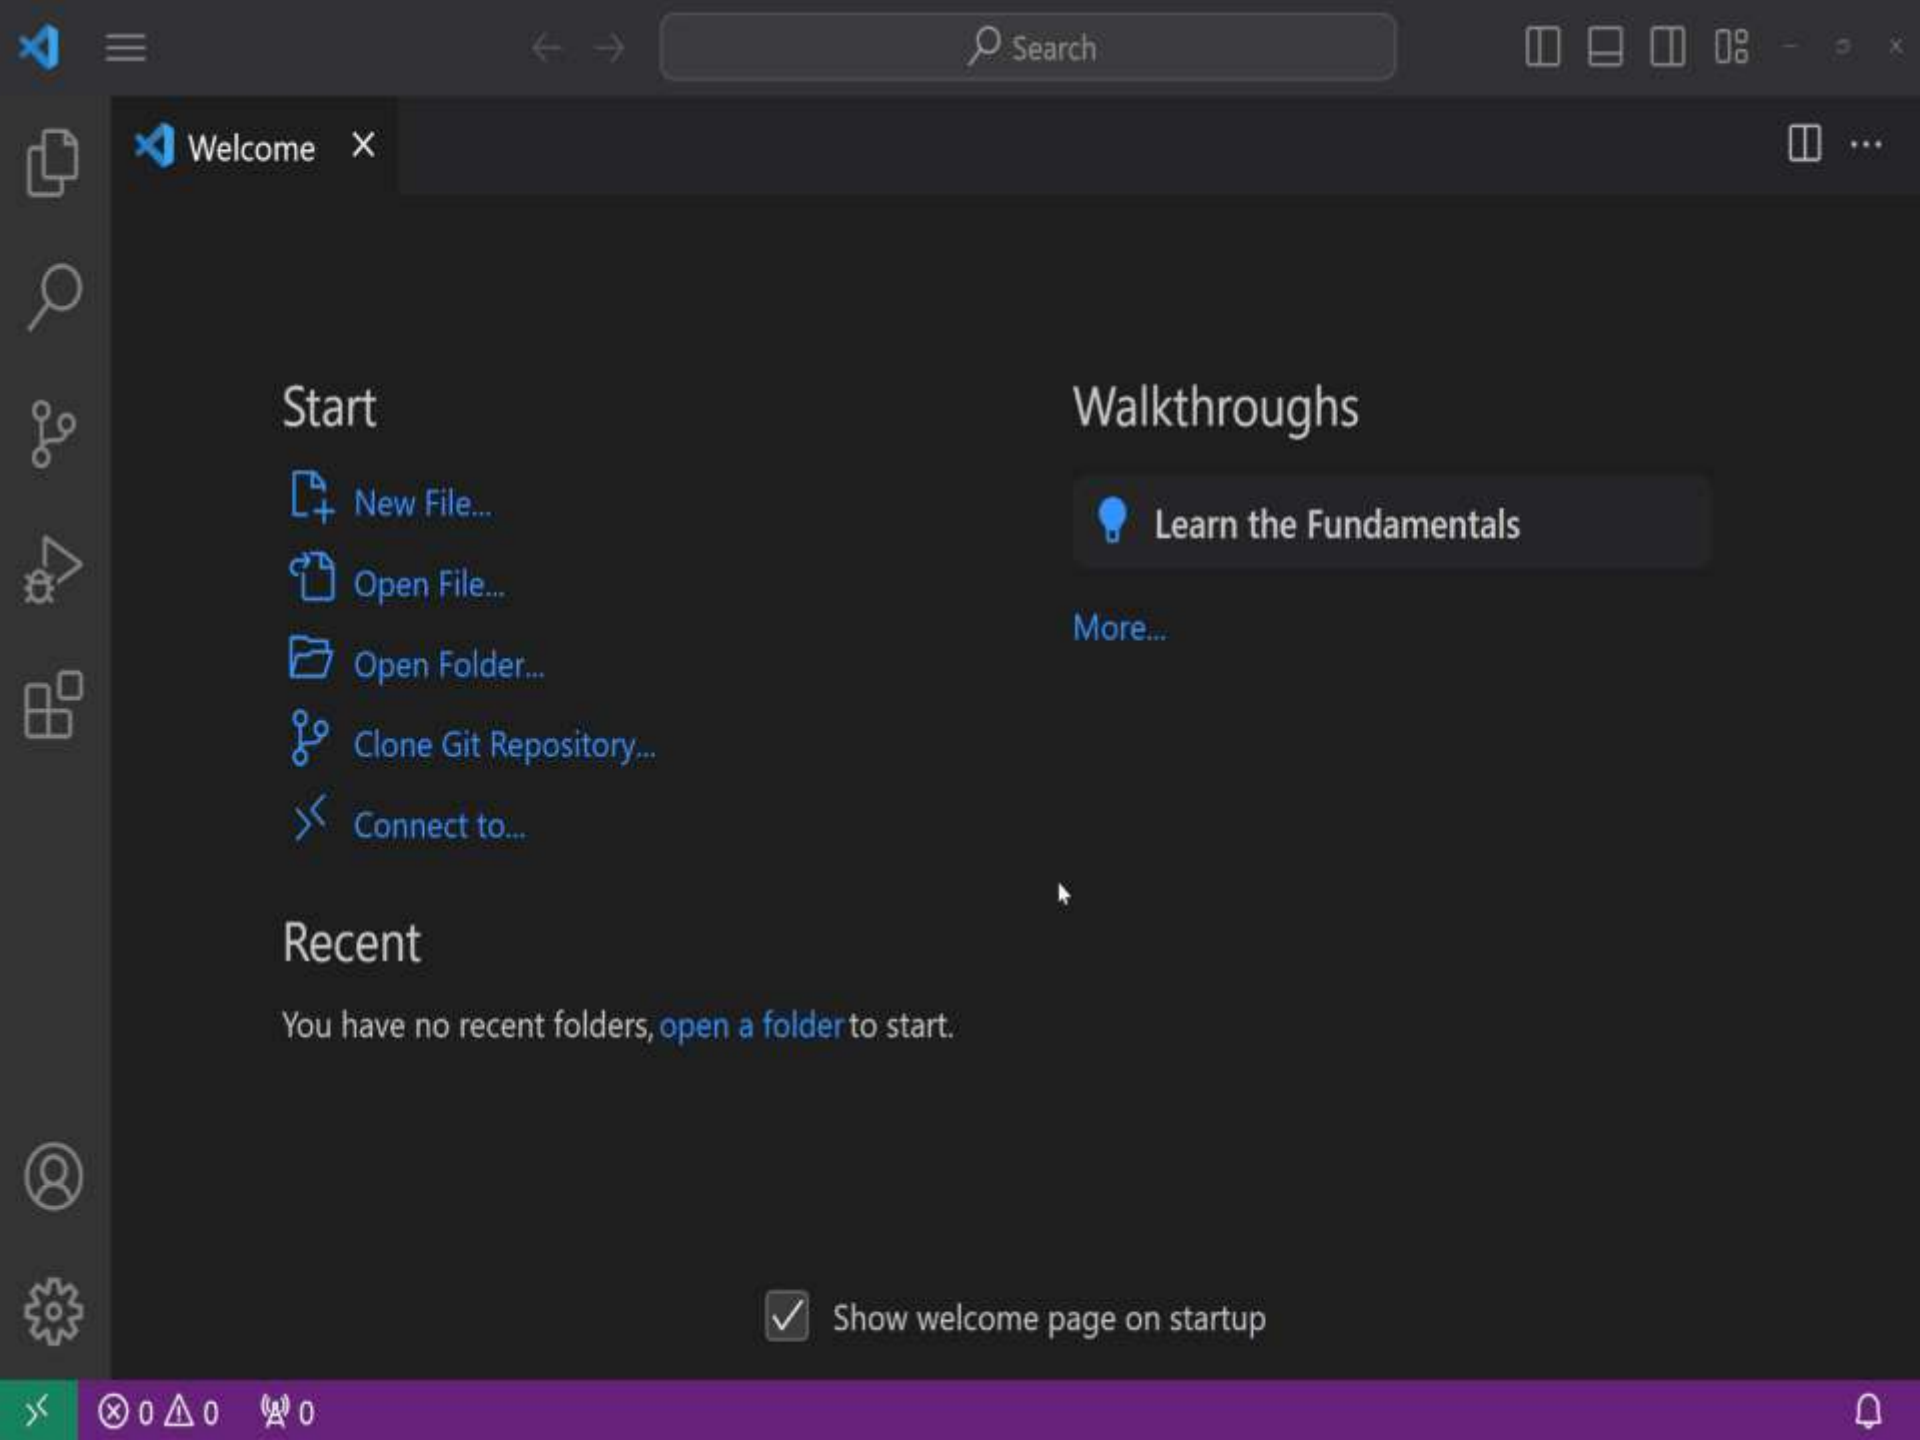 Search
Welcome
Start
New File...
Open File...
Open Folder...
Clone Git Repository...
Connect to...
Recent
You have no recent folders, open a folder to start.
Walkthroughs
Learn the Fundamentals
More...
Show welcome page on startup
0 0 0